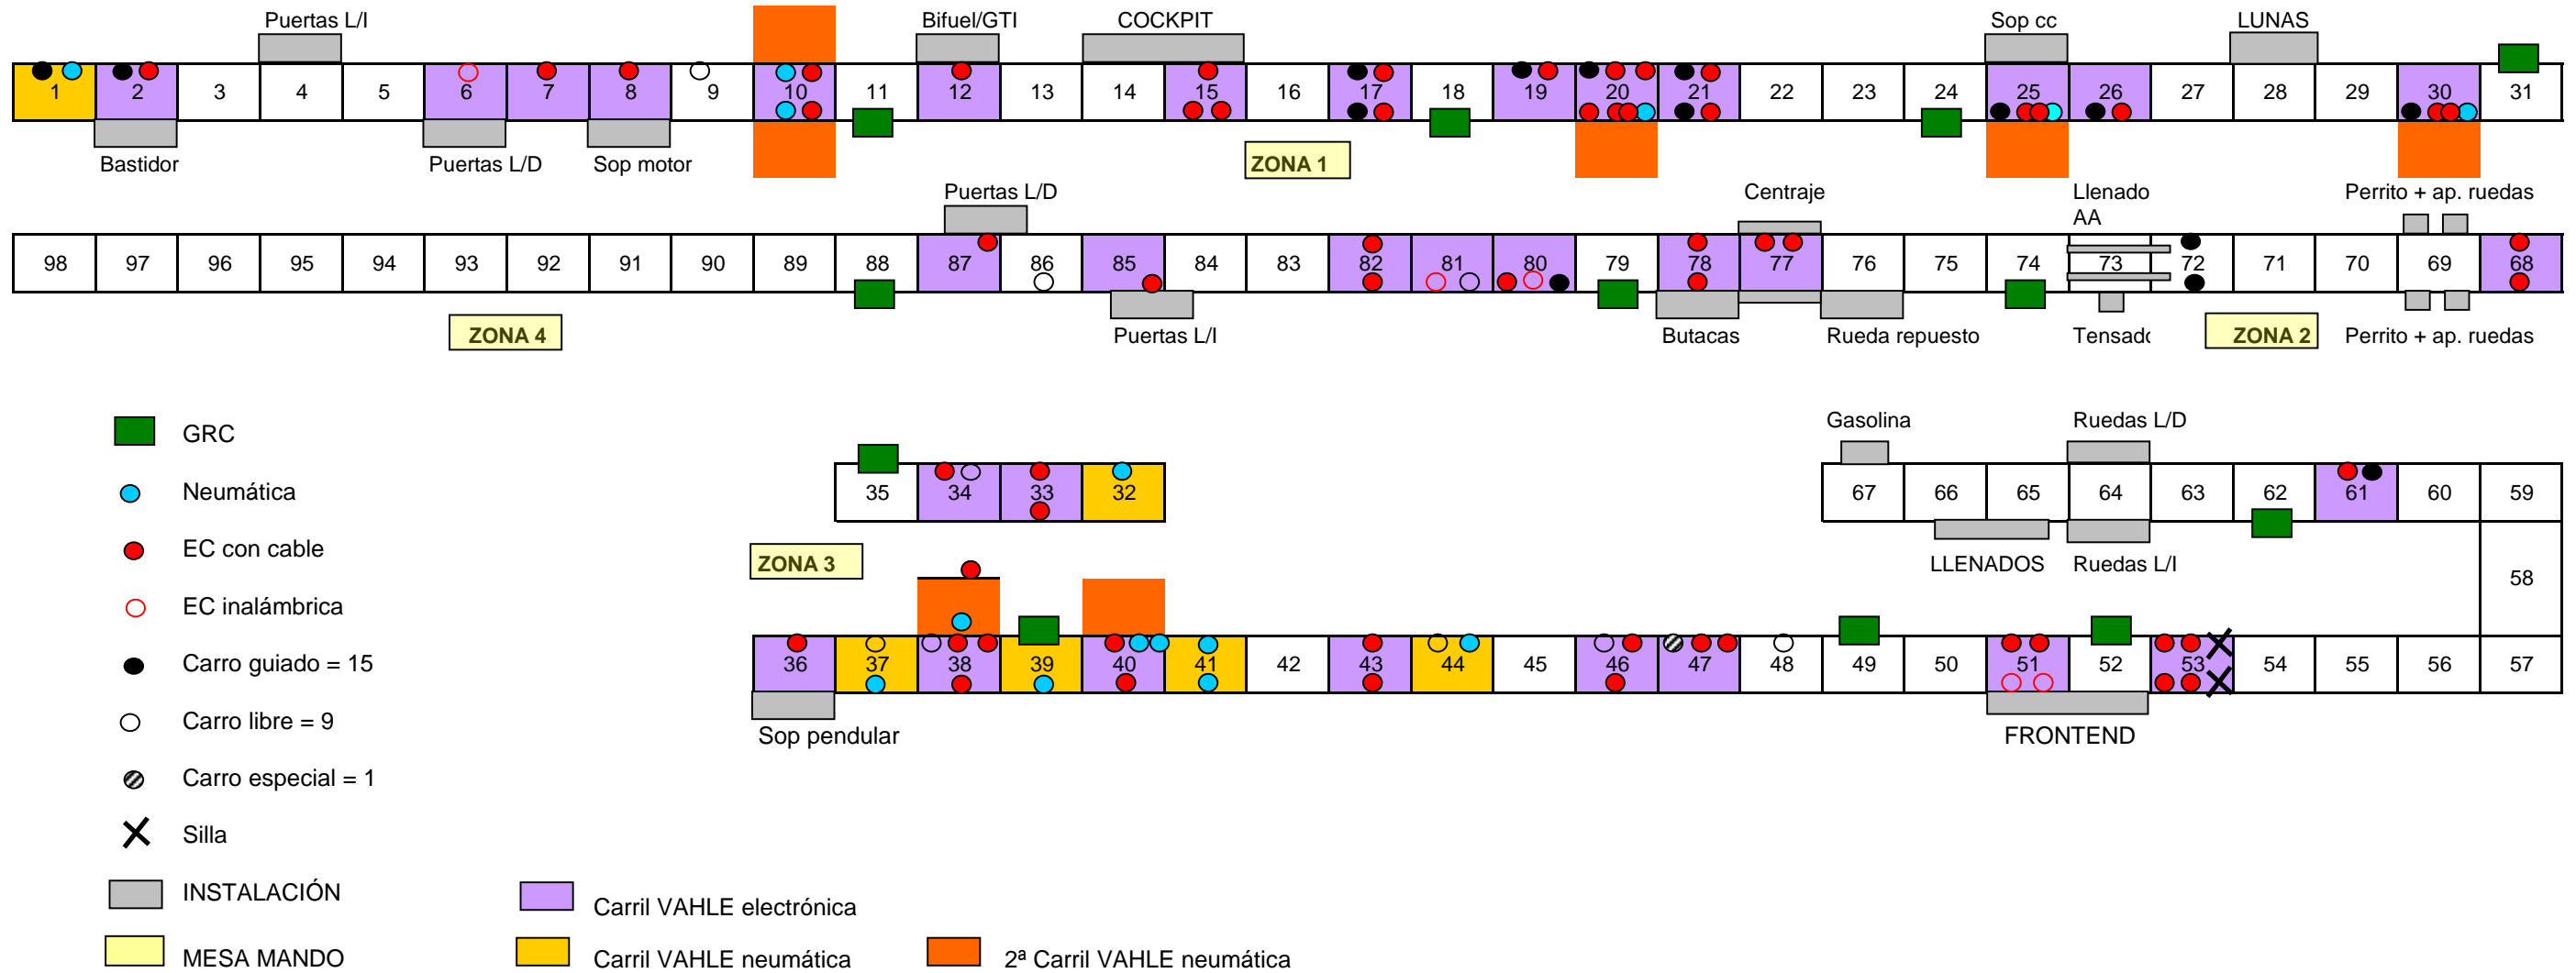 Puertas L/I
Bifuel/GTI
COCKPIT
Sop cc
LUNAS
1 2 3 4 5 6 7 8 9 10 11 12 13 14 15 16 17 18 19 20 21 22 23 24 25 26 27 28 29 30 31
Bastidor
Puertas L/D
Sop motor
ZONA 1
Puertas L/D
Centraje
Llenado
AA
Perrito + ap. ruedas
98 97 96 95 94 93 92 91 90 89 88 87 86 85 84 83 82 81 80 79 78 77 76 75 74 73 72 71 70 69 68
ZONA 4
Puertas L/I
Butacas
Rueda repuesto
Tensado
ZONA 2
Perrito + ap. ruedas
Gasolina
Ruedas L/D
35 34 33 32
67 66 65 64 63 62 61 60 59
ZONA 3
LLENADOS
Ruedas L/I
58
36 37 38 39 40 41 42 43 44 45 46 47 48 49 50 51 52 53 54 55 56 57
Sop pendular
FRONTEND
GRC
Neumática
EC con cable
EC inalámbrica
Carro guiado = 15
Carro libre = 9
Carro especial = 1
Silla
INSTALACIÓN
Carril VAHLE electrónica
MESA MANDO
Carril VAHLE neumática
2ª Carril VAHLE neumática